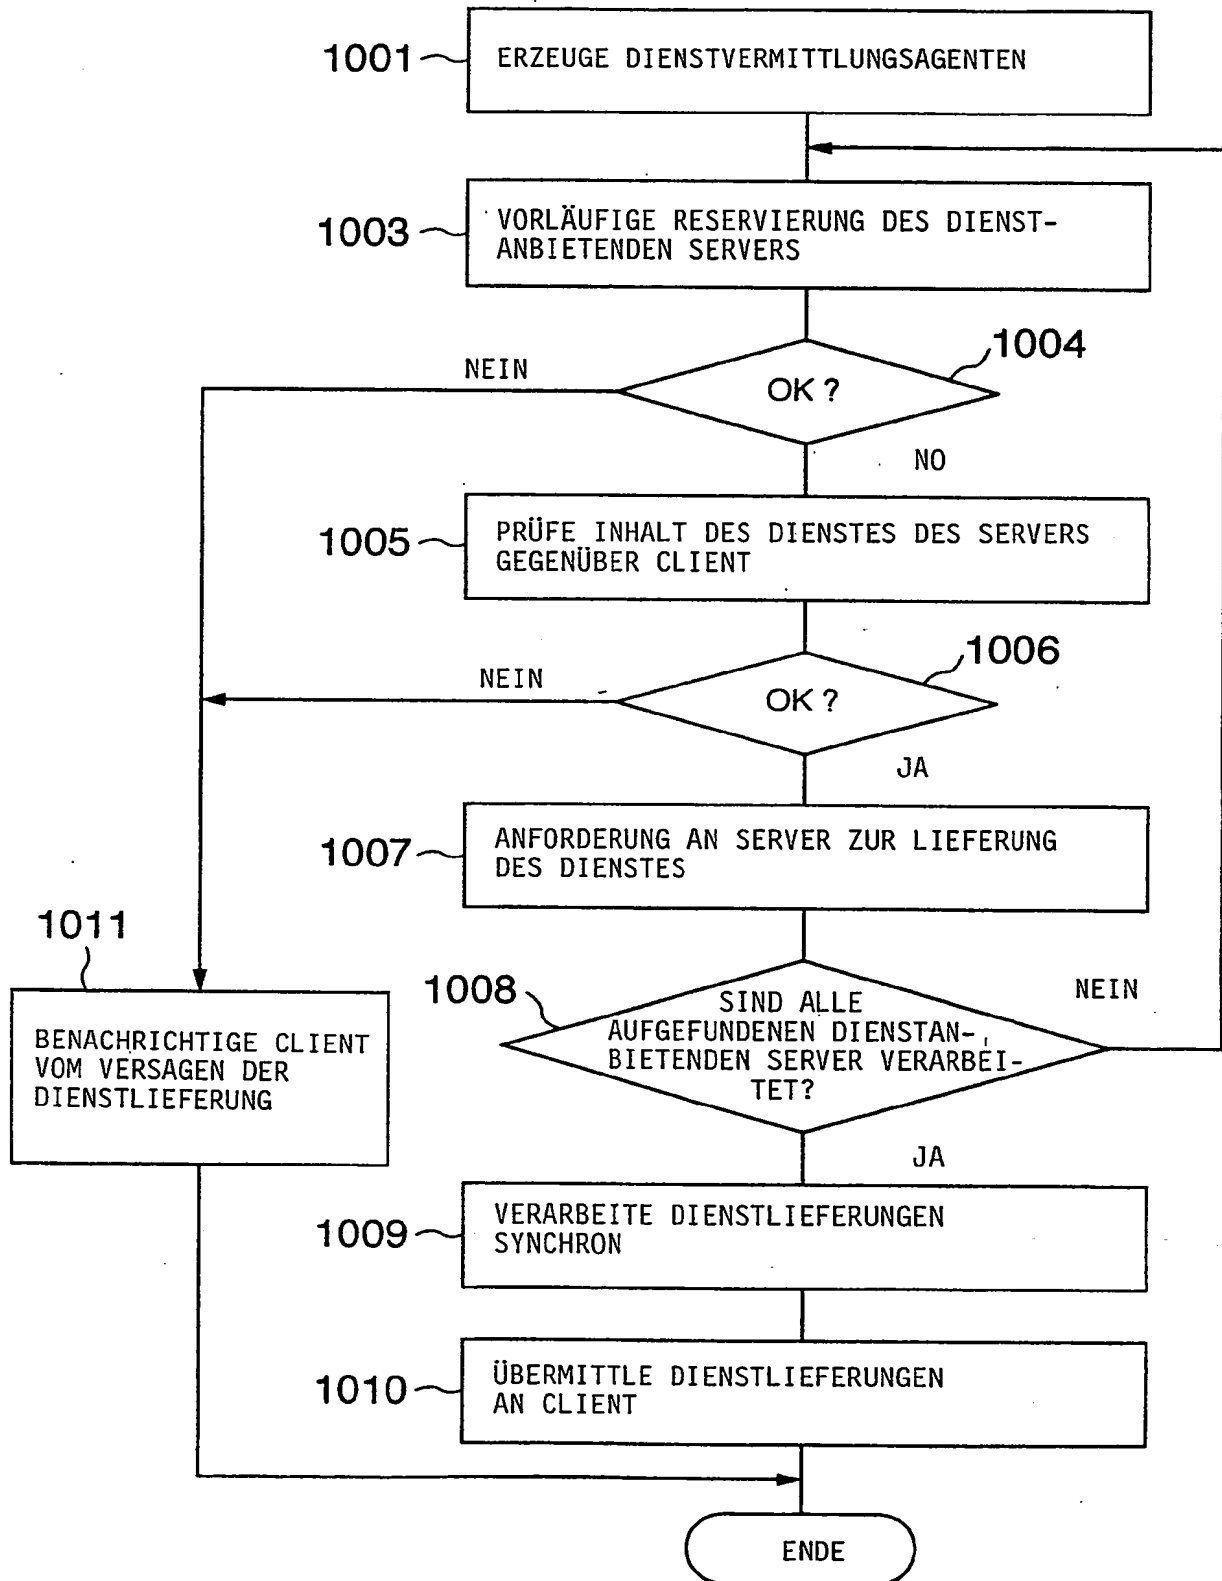 1001
ERZEUGE DIENSTVERMITTLUNGSAGENTEN
1003
VORLÄUFIGE RESERVIERUNG DES DIENST-
ANBIETENDEN SERVERS
1004
NEIN
OK ?
NO
1005
PRÜFE INHALT DES DIENSTES DES SERVERS
GEGENÜBER CLIENT
1006
NEIN
OK ?
JA
1007
ANFORDERUNG AN SERVER ZUR LIEFERUNG
DES DIENSTES
1011
BENACHRICHTIGE CLIENT
VOM VERSAGEN DER
DIENSTLIEFERUNG
1008
SIND ALLE
AUFGEFUNDENEN DIENSTAN-
BIETENDEN SERVER VERARBEI-
TET?
NEIN
JA
1009
VERARBEITE DIENSTLIEFERUNGEN
SYNCHRON
1010
ÜBERMITTLE DIENSTLIEFERUNGEN
AN CLIENT
ENDE